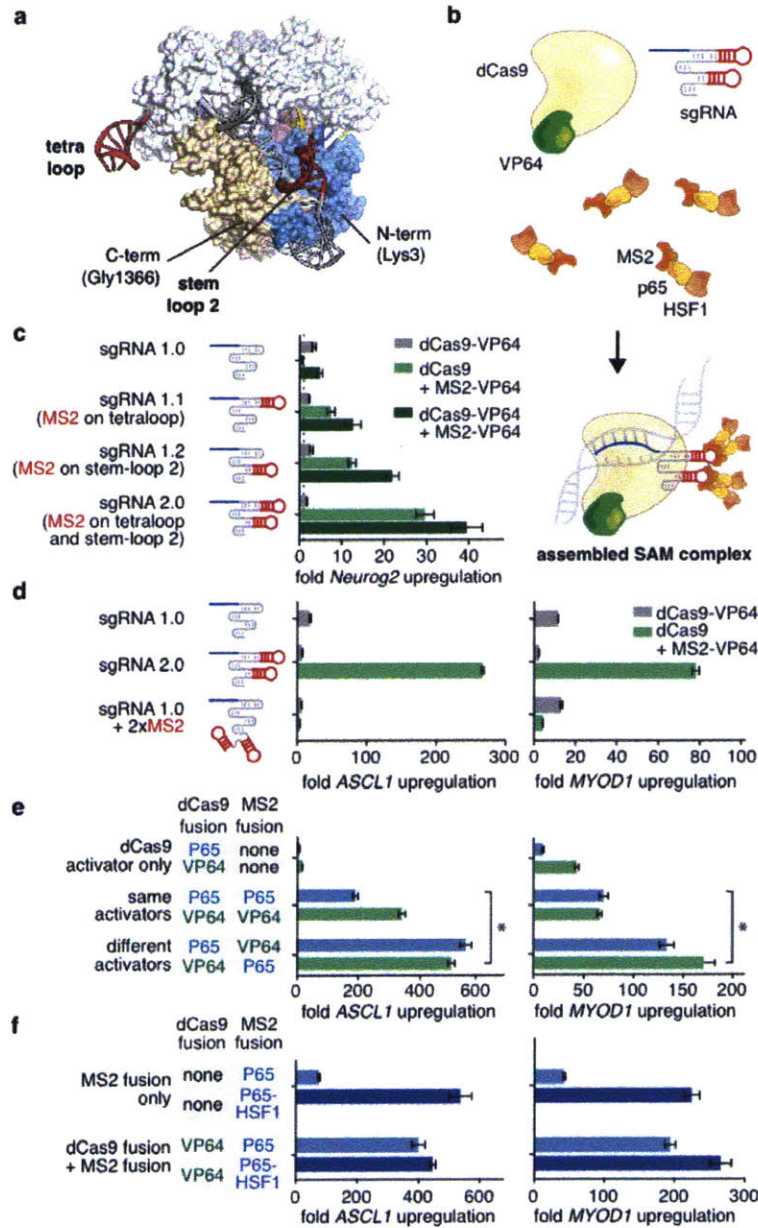 a
tetra
loop
C-term
(Gly1366)
stem
loop 2
N-term
(Lys3)
b
dCas9
sgRNA
VP64
MS2
p65
HSF1
assembled SAM complex
c
sgRNA 1.0
sgRNA 1.1
(MS2 on tetraloop)
sgRNA 1.2
(MS2 on stem-loop 2)
sgRNA 2.0
(MS2 on tetraloop
and stem-loop 2)
dCas9-VP64
dCas9
+ MS2-VP64
dCas9-VP64
+ MS2-VP64
0 10 20 30 40
fold Neurog2 upregulation
d
sgRNA 1.0
sgRNA 2.0
sgRNA 1.0
+ 2xMS2
dCas9-VP64
dCas9
+ MS2-VP64
0 100 200 300
fold ASCL1 upregulation
0 20 40 60 80 100
fold MYOD1 upregulation
e
dCas9 MS2
fusion fusion
dCas9 P65 none
activator only VP64 none
same P65 P65
activators VP64 VP64
different P65 VP64
activators VP64 P65
*
*
0 200 400 600
fold ASCL1 upregulation
0 50 100 150 200
fold MYOD1 upregulation
f
dCas9 MS2
fusion fusion
MS2 fusion none P65
only none P65-
HSF1
dCas9 fusion VP64 P65
+ MS2 fusion VP64 P65-
HSF1
0 200 400 600
fold ASCL1 upregulation
0 100 200 300
fold MYOD1 upregulation